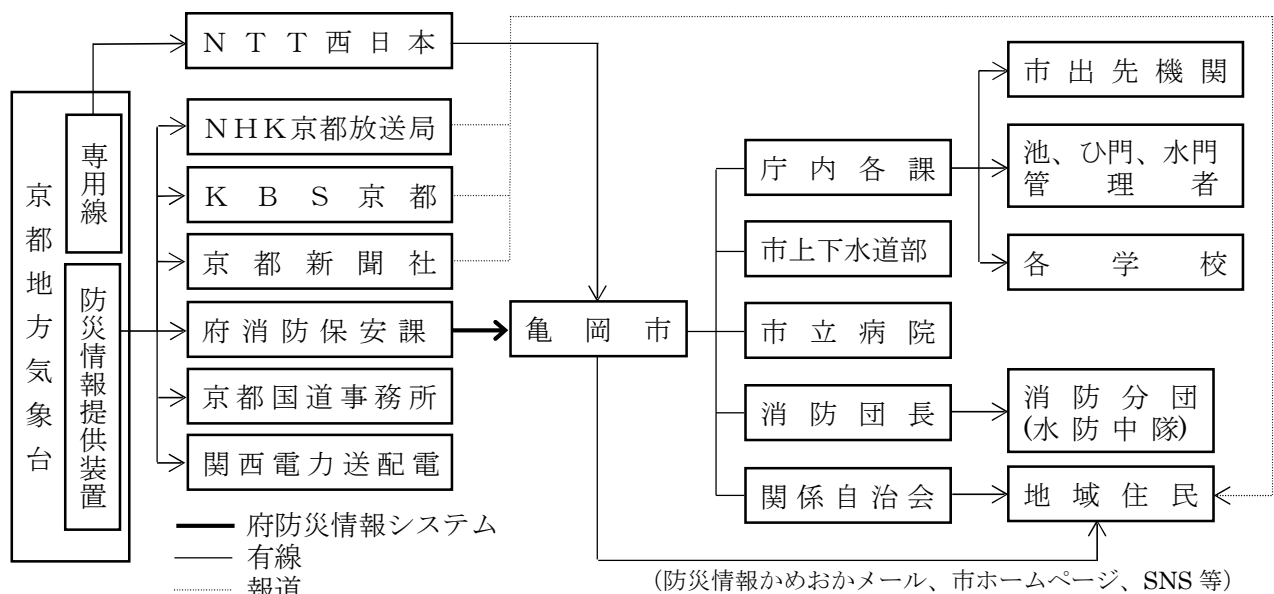 京都地方気象台
専用線
防災情報提供装置
NTT西日本
NHK京都放送局
KBS京都
京都新聞社
府消防保安課
京都国道事務所
関西電力送配電
亀岡市
庁内各課
市上下水道部
市立病院
消防団長
関係自治会
市出先機関
池、ひ門、水門
管理者
各学校
消防分団
(水防中隊)
地域住民
府防災情報システム
有線
報道
(防災情報かめおかメール、市ホームページ、SNS等)